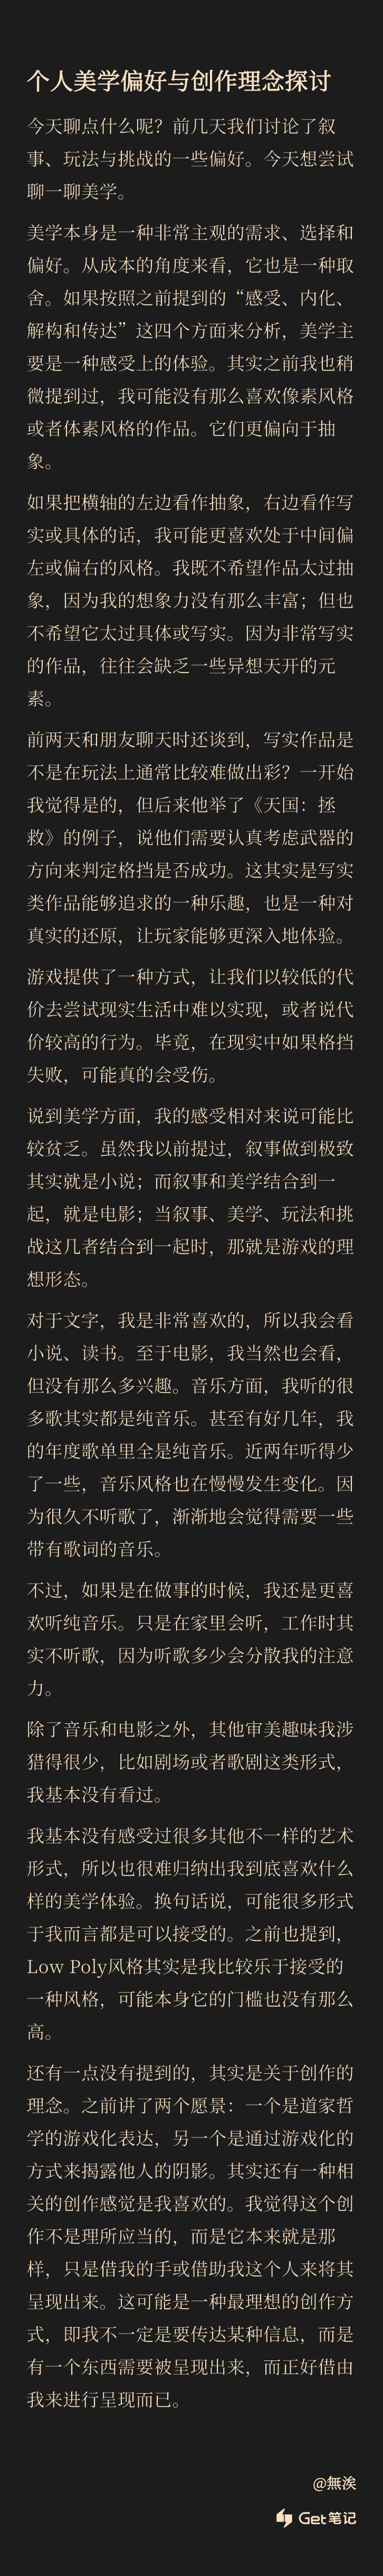 个人美学偏好与创作理念探讨
今天聊点什么呢？前几天我们讨论了叙
事、玩法与挑战的一些偏好。今天想尝试
聊一聊美学。
美学本身是一种非常主观的需求、选择和
偏好。从成本的角度来看，它也是一种取
舍。如果按照之前提到的“感受、内化、
解构和传达”这四个方面来分析，美学主
要是一种感受上的体验。其实之前我也稍
微提到过，我可能没有那么喜欢像素风格
或者体素风格的作品。它们更偏向于抽
象。
如果把横轴的左边看作抽象，右边看作写
实或具体的话，我可能更喜欢处于中间偏
左或偏右的风格。我既不希望作品太过抽
象，因为我的想象力没有那么丰富；但也
不希望它太过具体或写实。因为非常写实
的作品，往往会缺乏一些异想天开的元
素。
前两天和朋友聊天时还谈到，写实作品是
不是在玩法上通常比较难做出彩？一开始
我觉得是的，但后来他举了《天国：拯
救》的例子，说他们需要认真考虑武器的
方向来判定格挡是否成功。这其实是写实
类作品能够追求的一种乐趣，也是一种对
真实的还原，让玩家能够更深入地体验。
游戏提供了一种方式，让我们以较低的代
价去尝试现实生活中难以实现，或者说代
价较高的行为。毕竟，在现实中如果格挡
失败，可能真的会受伤。
说到美学方面，我的感受相对来说可能比
较贫乏。虽然我以前提过，叙事做到极致
其实就是小说；而叙事和美学结合到一
起，就是电影；当叙事、美学、玩法和挑
战这几者结合到一起时，那就是游戏的理
想形态。
对于文字，我是非常喜欢的，所以我会看
小说、读书。至于电影，我当然也会看，
但没有那么多兴趣。音乐方面，我听的很
多歌其实都是纯音乐。甚至有好几年，我
的年度歌单里全是纯音乐。近两年听得少
了一些，音乐风格也在慢慢发生变化。因
为很久不听歌了，渐渐地会觉得需要一些
带有歌词的音乐。
不过，如果是在做事的时候，我还是更喜
欢听纯音乐。只是在家里会听，工作时其
实不听歌，因为听歌多少会分散我的注意
力。
除了音乐和电影之外，其他审美趣味我涉
猎得很少，比如剧场或者歌剧这类形式，
我基本没有看过。
我基本没有感受过很多其他不一样的艺术
形式，所以也很难归纳出我到底喜欢什么
样的美学体验。换句话说，可能很多形式
于我而言都是可以接受的。之前也提到，
Low Poly风格其实是我比较乐于接受的
一种风格，可能本身它的门槛也没有那么
高。
还有一点没有提到的，其实是关于创作的
理念。之前讲了两个愿景：一个是道家哲
学的游戏化表达，另一个是通过游戏化的
方式来揭露他人的阴影。其实还有一种相
关的创作感觉是我喜欢的。我觉得这个创
作不是理所应当的，而是它本来就是那
样，只是借我的手或借助我这个人来将其
呈现出来。这可能是一种最理想的创作方
式，即我不一定是要传达某种信息，而是
有一个东西需要被呈现出来，而正好借由
我来进行呈现而已。
@無涘
Get笔记